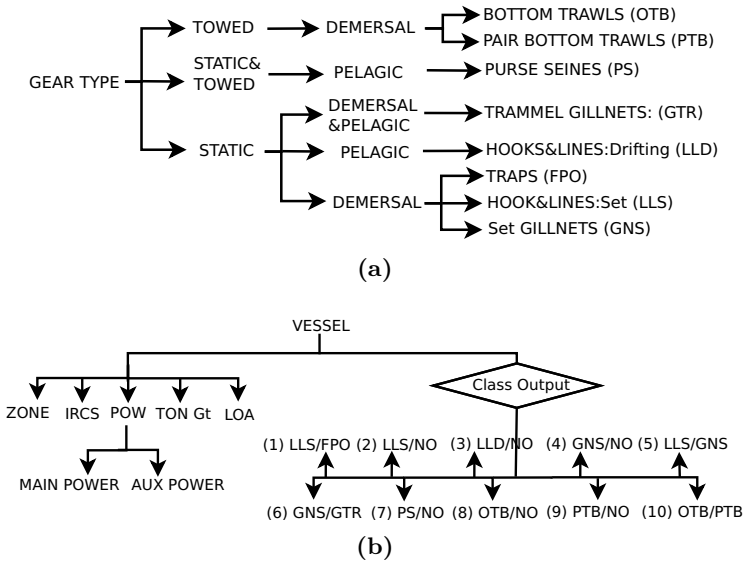 TOWED
DEMERSAL
BOTTOM TRAWLS (OTB)
PAIR BOTTOM TRAWLS (PTB)
GEAR TYPE
STATIC&
TOWED
PELAGIC
PURSE SEINES (PS)
STATIC
DEMERSAL
&PELAGIC
TRAMMEL GILLNETS: (GTR)
PELAGIC
HOOKS&LINES:Drifting (LLD)
DEMERSAL
TRAPS (FPO)
HOOK&LINES:Set (LLS)
Set GILLNETS (GNS)
(a)
VESSEL
Class Output
ZONE
IRCS
POW
TON Gt
LOA
MAIN POWER
AUX POWER
(1) LLS/FPO
(2) LLS/NO
(3) LLD/NO
(4) GNS/NO
(5) LLS/GNS
(6) GNS/GTR
(7) PS/NO
(8) OTB/NO
(9) PTB/NO
(10) OTB/PTB
(b)